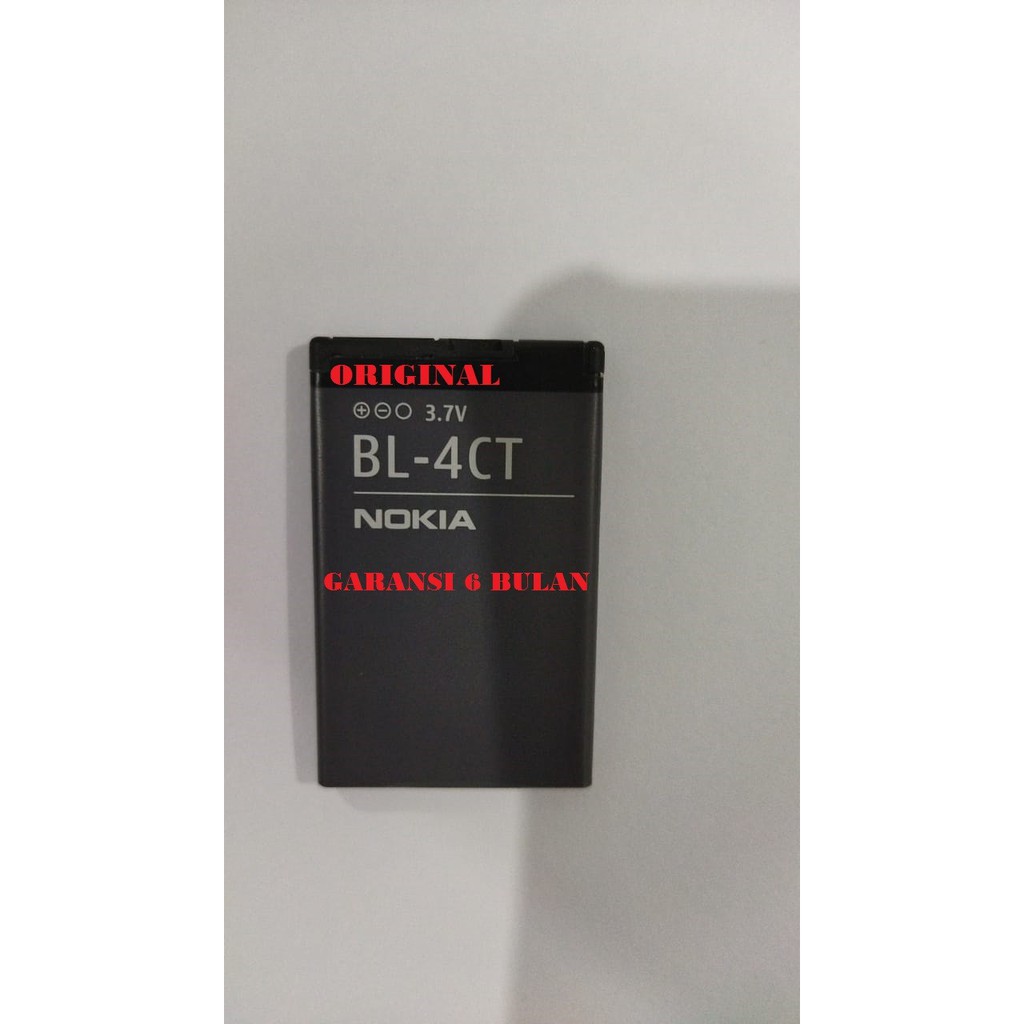 ORIGINAL
⊕⊖○ 3.7V
BL-4CT
NOKIA
GARANSI 6 BULAN